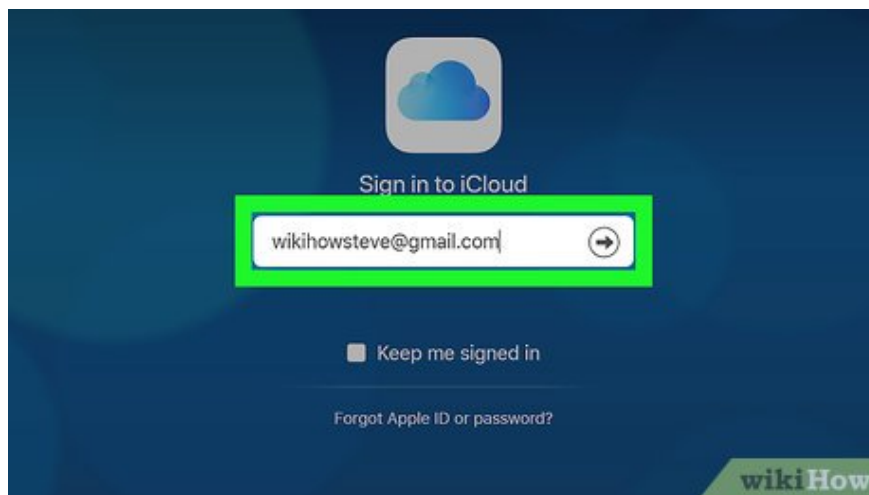 Sign in to iCloud
wikihowsteve@gmail.com
Keep me signed in
Forgot Apple ID or password?
wikiHow